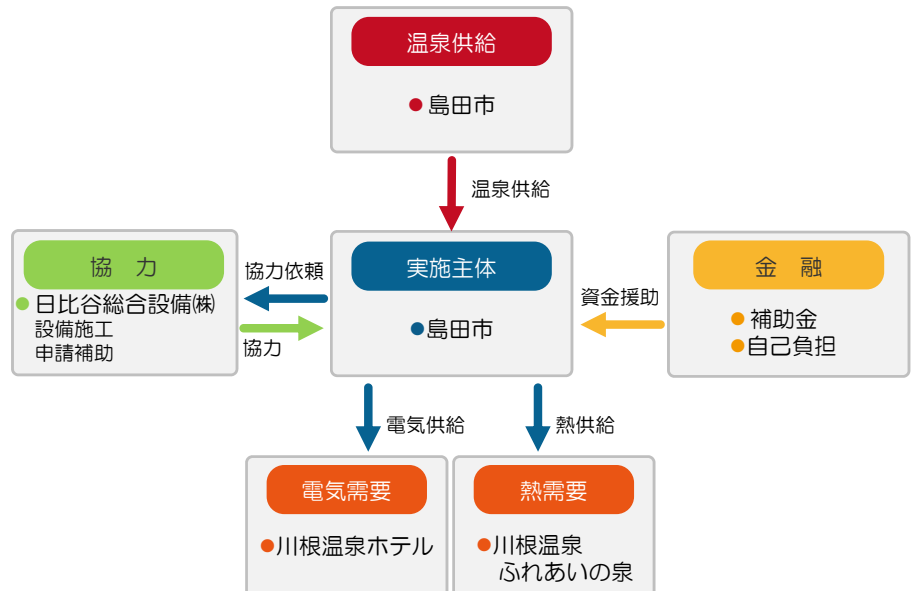 温泉供給
●島田市
温泉供給
協 力
●日比谷総合設備㈱
設備施工
申請補助
協力依頼
協力
実施主体
●島田市
資金援助
金 融
●補助金
●自己負担
電気供給
熱供給
電気需要
●川根温泉ホテル
熱需要
●川根温泉
ふれあいの泉